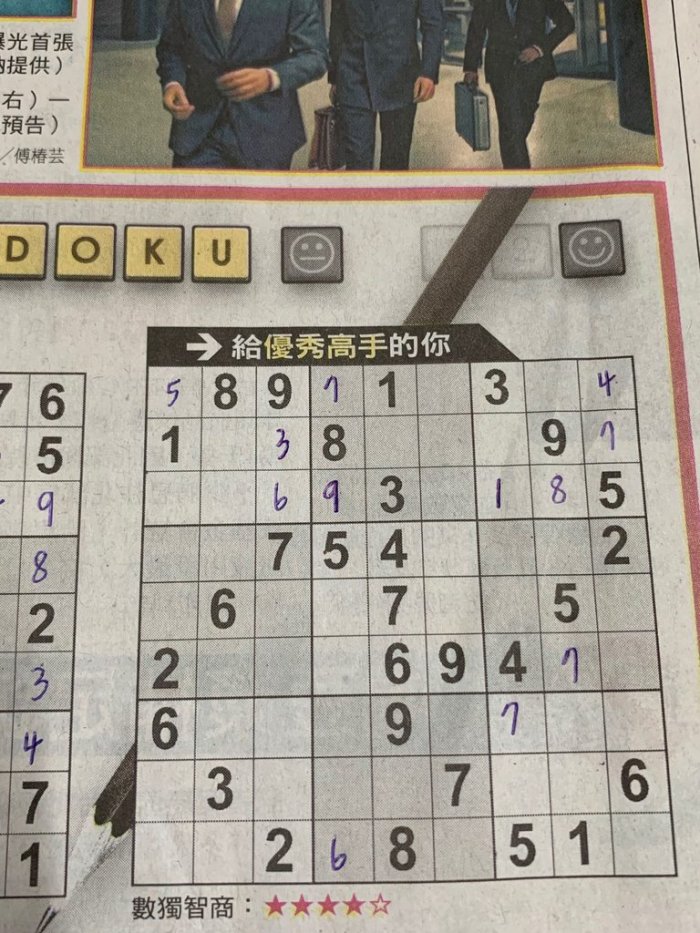 光首張
提供）
右）一
預告）
／傅椿芸
DOKU
給優秀高手的你
7 6
5
9
8
2
3
4
7
1
5 8 9 7 1 3 4
1 3 8 9 7
6 9 3 1 8 5
7 5 4 2
6 7 5
2 6 9 4 7
6 9 7
3 7 6
2 6 8 5 1
數獨智商：★★★★☆